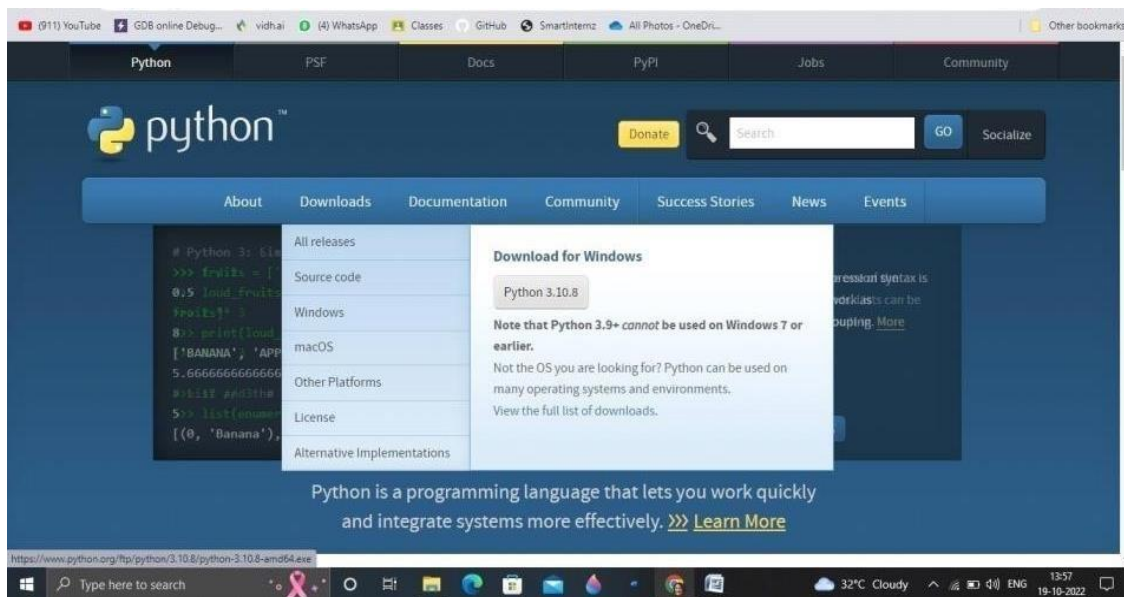 (911) YouTube GDB online Debug... vidh.ai (4) WhatsApp Classes GitHub SmartInternz All Photos - OneDri... Other bookmarks
Python PSF Docs PyPI Jobs Community
python™
Donate Search GO Socialize
About Downloads Documentation Community Success Stories News Events
All releases
Source code
Windows
macOS
Other Platforms
License
Alternative Implementations
Download for Windows
Python 3.10.8
Note that Python 3.9+ cannot be used on Windows 7 or
earlier.
Not the OS you are looking for? Python can be used on
many operating systems and environments.
View the full list of downloads.
# Python 3:
>>> fruits = ['
['BANANA', 'APP
[(0, 'Banana'),
More
Python is a programming language that lets you work quickly
and integrate systems more effectively. >>> Learn More
https://www.python.org/ftp/python/3.10.8/python-3.10.8-amd64.exe
Type here to search 32°C Cloudy ENG 13:57
19-10-2022